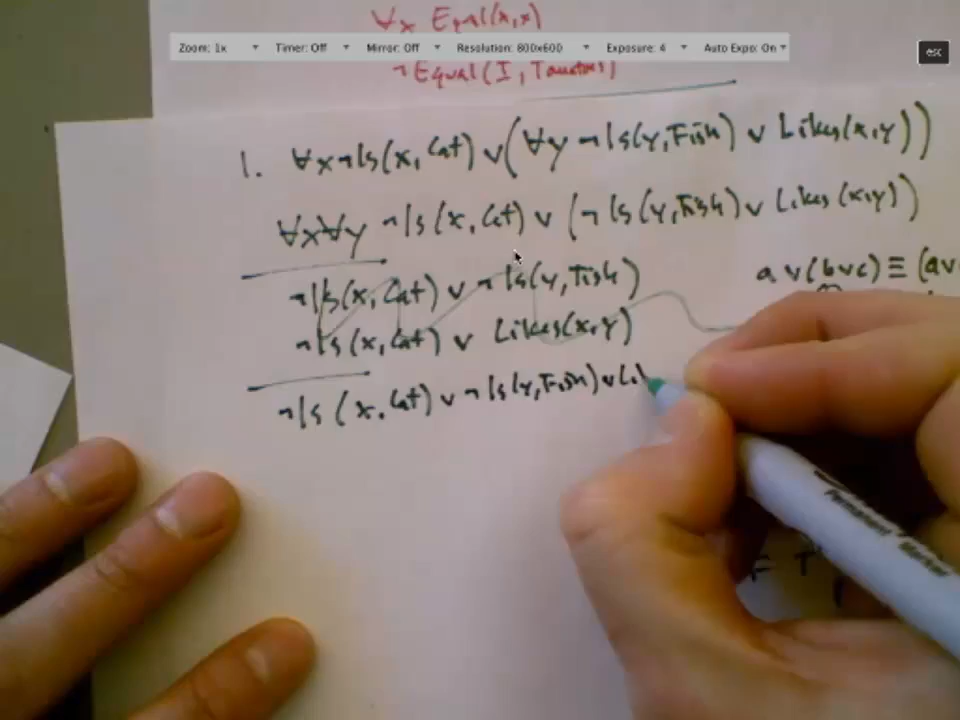 ∀x Equal(x,x)
Zoom: 1x Timer: Off Mirror: Off Resolution: 800x600 Exposure: 4 Auto Expo: On
esc
¬Equal(I,
1. ∀x¬Is(x,Cat) ∨ (∀y ¬Is(y,Fish) ∨ Likes(x,y))
∀x∀y ¬Is(x,Cat) ∨ (¬Is(y,Fish) ∨ Likes(x,y))
¬Is(x,Cat) ∨ ¬Is(y,Fish)
a ∨ (b∨c) ≡ (a∨
¬Is(x,Cat) ∨ Likes(x,y)
¬Is(x,Cat) ∨ ¬Is(y,Fish) ∨ Li
Permanent Marker
F T